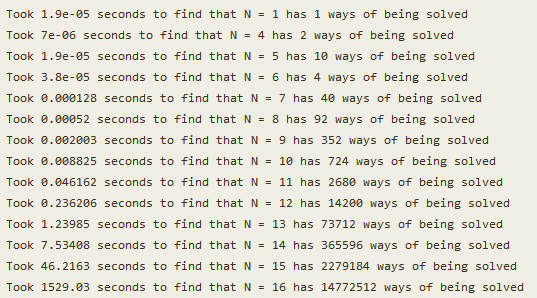 Took 1.9e-05 seconds to find that N = 1 has 1 ways of being solved
Took 7e-06 seconds to find that N = 4 has 2 ways of being solved
Took 1.9e-05 seconds to find that N = 5 has 10 ways of being solved
Took 3.8e-05 seconds to find that N = 6 has 4 ways of being solved
Took 0.000128 seconds to find that N = 7 has 40 ways of being solved
Took 0.00052 seconds to find that N = 8 has 92 ways of being solved
Took 0.002003 seconds to find that N = 9 has 352 ways of being solved
Took 0.008825 seconds to find that N = 10 has 724 ways of being solved
Took 0.046162 seconds to find that N = 11 has 2680 ways of being solved
Took 0.236206 seconds to find that N = 12 has 14200 ways of being solved
Took 1.23985 seconds to find that N = 13 has 73712 ways of being solved
Took 7.53408 seconds to find that N = 14 has 365596 ways of being solved
Took 46.2163 seconds to find that N = 15 has 2279184 ways of being solved
Took 1529.03 seconds to find that N = 16 has 14772512 ways of being solved